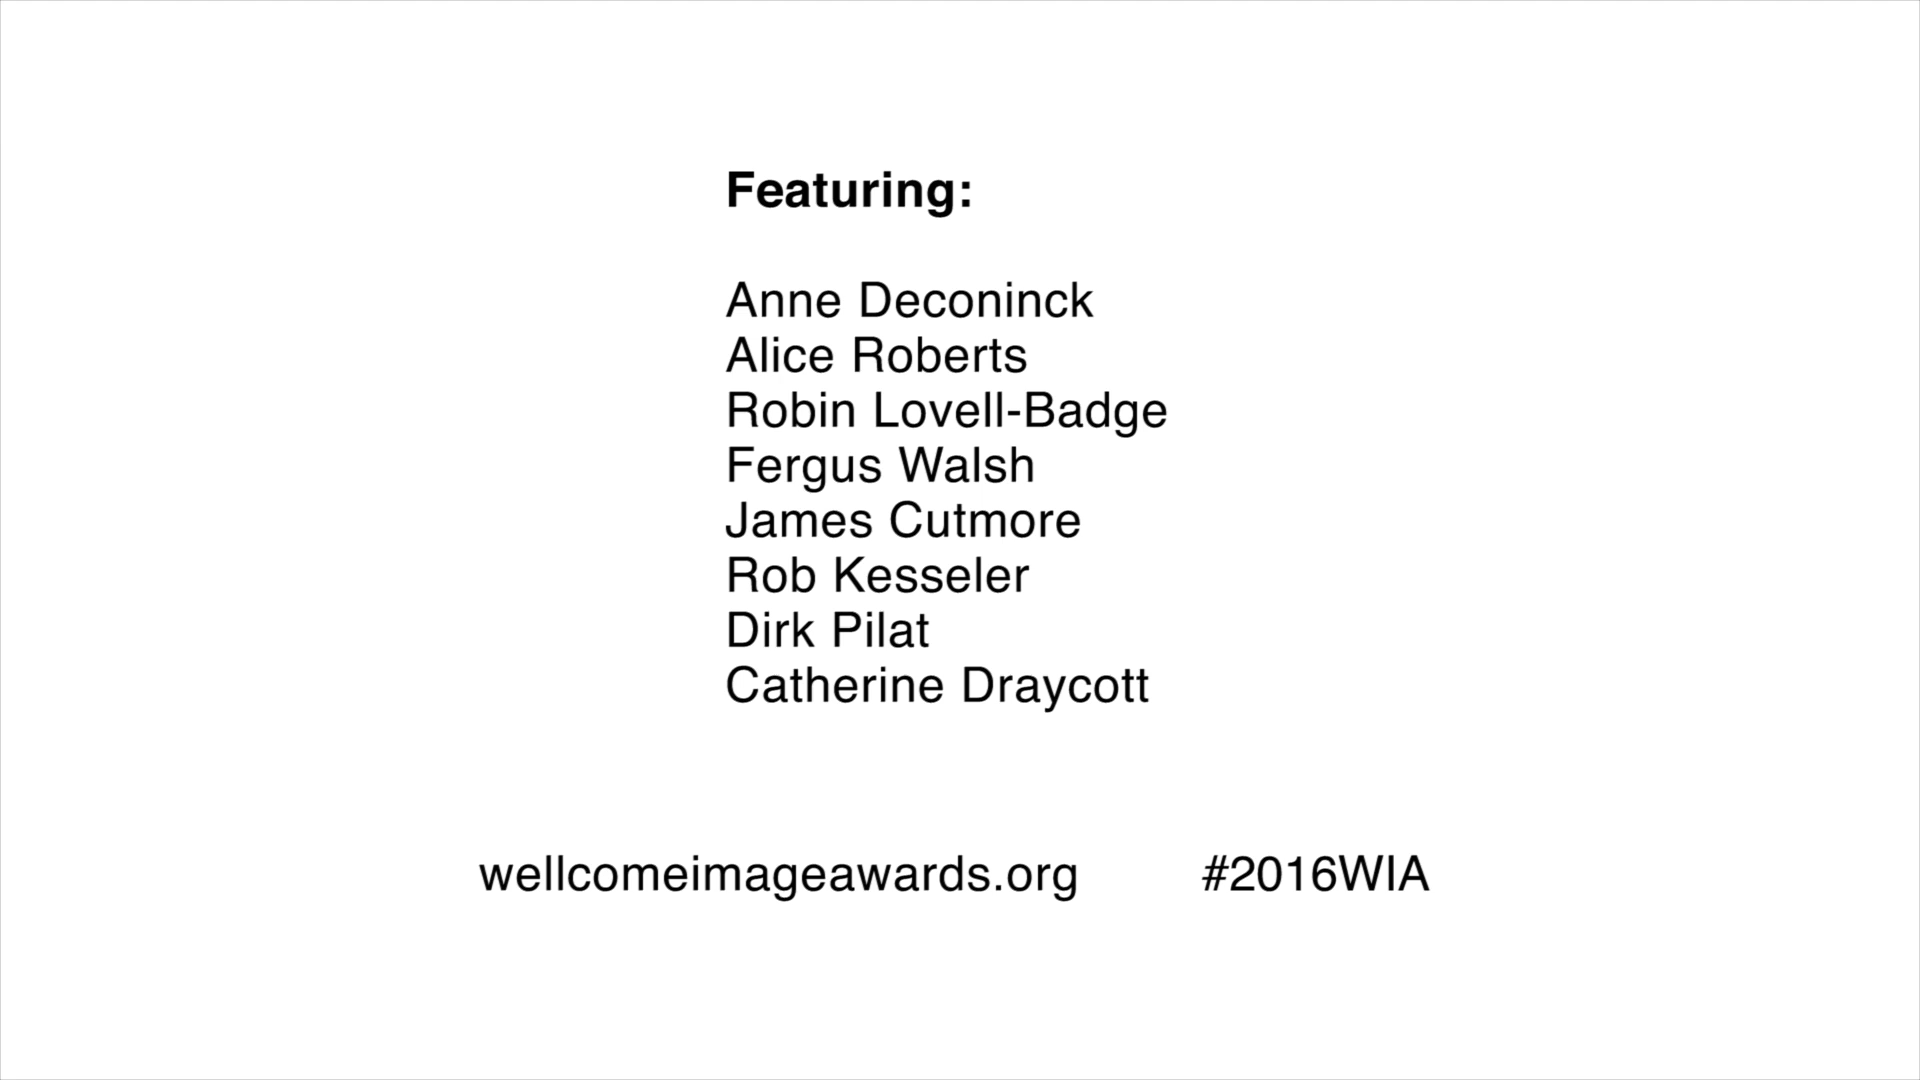 Featuring:
Anne Deconinck
Alice Roberts
Robin Lovell-Badge
Fergus Walsh
James Cutmore
Rob Kesseler
Dirk Pilat
Catherine Draycott
wellcomeimageawards.org #2016WIA